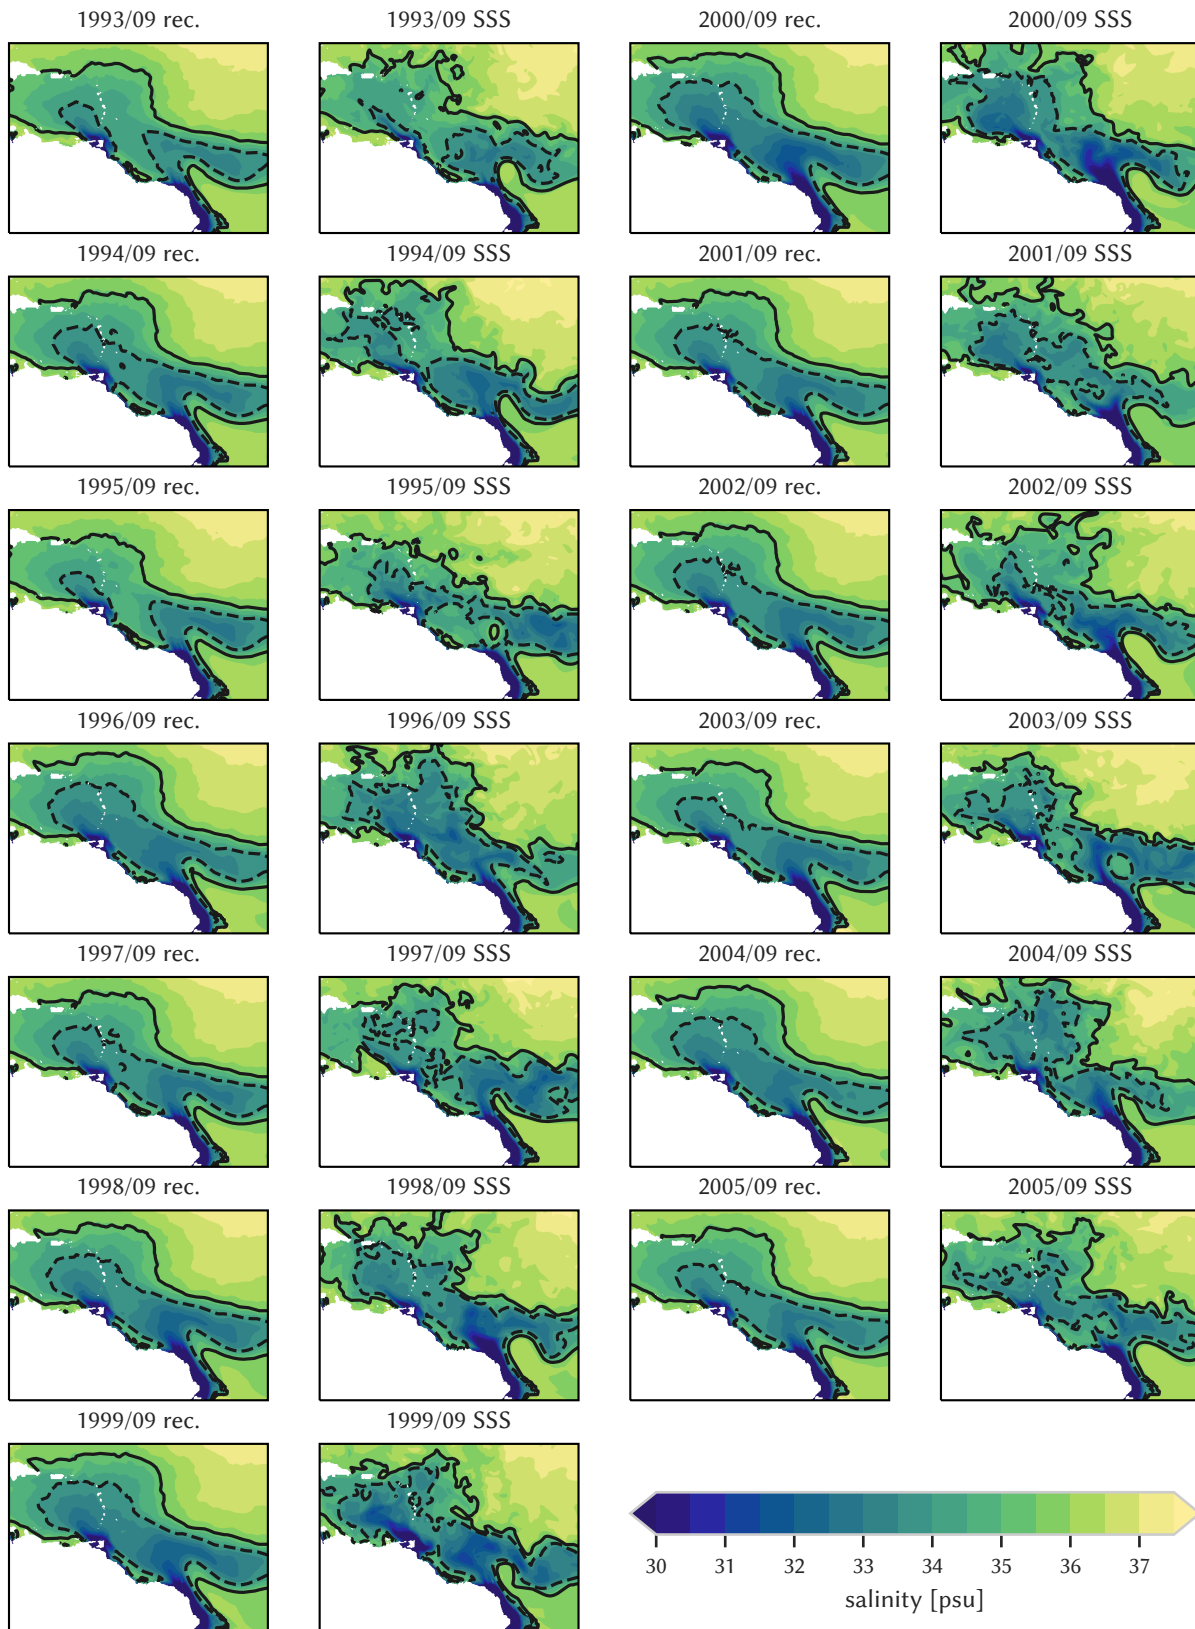 1993/09 rec. 1993/09 SSS 2000/09 rec. 2000/09 SSS
1994/09 rec. 1994/09 SSS 2001/09 rec. 2001/09 SSS
1995/09 rec. 1995/09 SSS 2002/09 rec. 2002/09 SSS
1996/09 rec. 1996/09 SSS 2003/09 rec. 2003/09 SSS
1997/09 rec. 1997/09 SSS 2004/09 rec. 2004/09 SSS
1998/09 rec. 1998/09 SSS 2005/09 rec. 2005/09 SSS
1999/09 rec. 1999/09 SSS
30 31 32 33 34 35 36 37
salinity [psu]